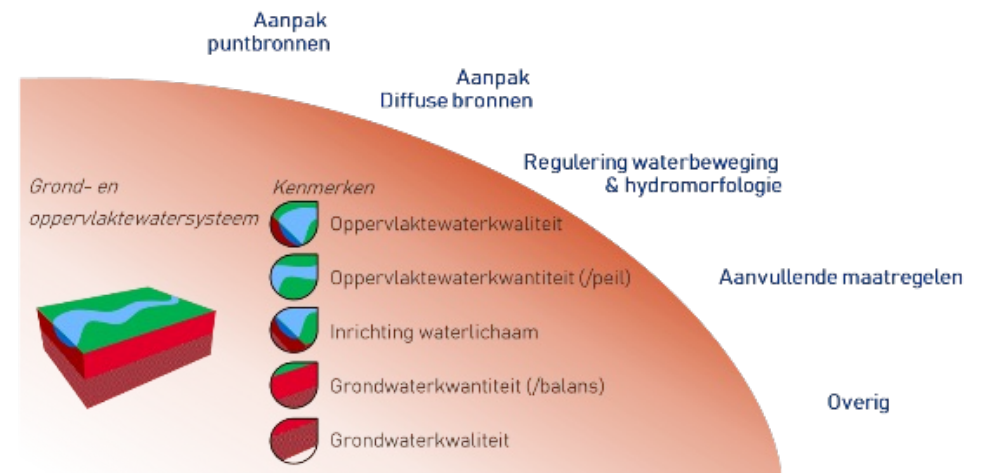 Aanpak
puntbronnen
Aanpak
Diffuse bronnen
Regulering waterbeweging
& hydromorfologie
Aanvullende maatregelen
Overig
Grond- en
oppervlaktewatersysteem
Kenmerken
Oppervlaktewaterkwaliteit
Oppervlaktewaterkwantiteit (/peil)
Inrichting waterlichaam
Grondwaterkwantiteit (/balans)
Grondwaterkwaliteit